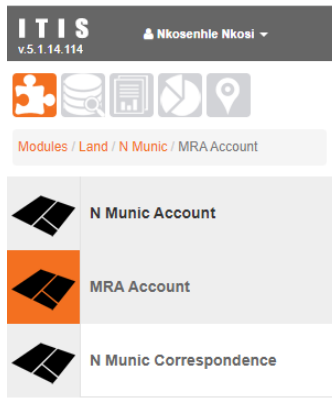 ITIS
Nkosenhle Nkosi
v.5.1.14.114
Modules / Land / N Munic / MRA Account
N Munic Account
MRA Account
N Munic Correspondence